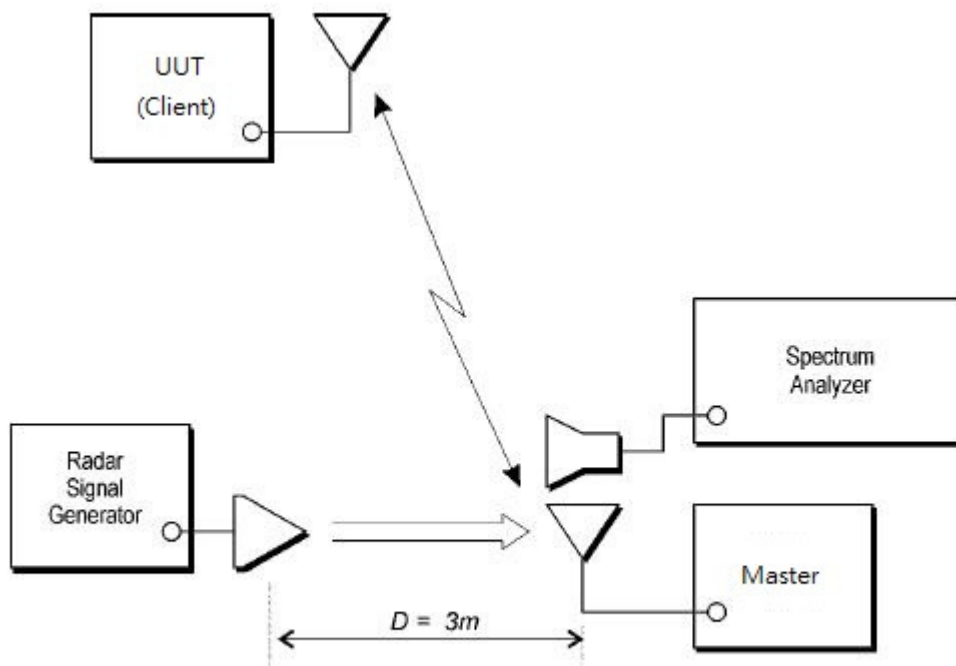 UUT
(Client)
Spectrum
Analyzer
Radar
Signal
Generator
Master
D = 3m